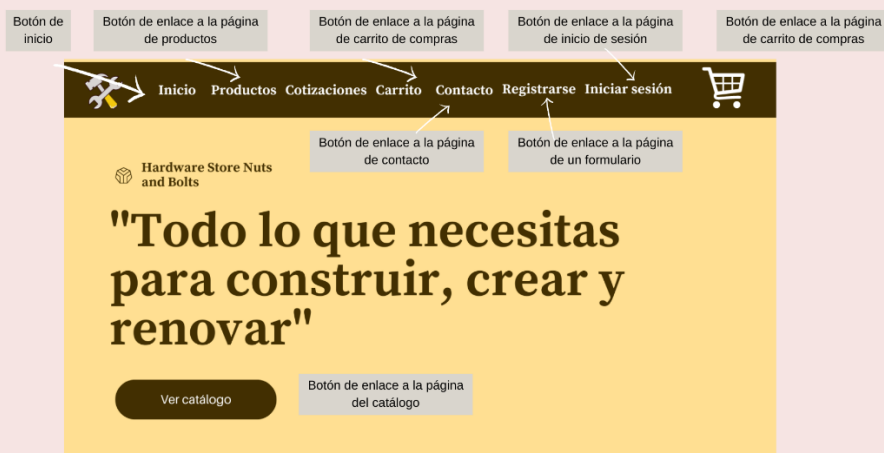 Botón de
inicio
Botón de enlace a la página
de productos
Botón de enlace a la página
de carrito de compras
Botón de enlace a la página
de inicio de sesión
Botón de enlace a la página
de carrito de compras
Inicio Productos Cotizaciones Carrito Contacto Registrarse Iniciar sesión
Botón de enlace a la página
de contacto
Botón de enlace a la página
de un formulario
Hardware Store Nuts
and Bolts
"Todo lo que necesitas
para construir, crear y
renovar"
Ver catálogo
Botón de enlace a la página
del catálogo